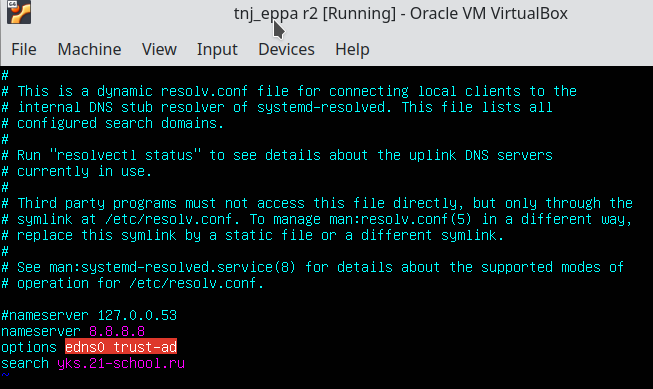 tnj_eppa r2 [Running] - Oracle VM VirtualBox
File Machine View Input Devices Help
#
# This is a dynamic resolv.conf file for connecting local clients to the
# internal DNS stub resolver of systemd-resolved. This file lists all
# configured search domains.
#
# Run "resolvectl status" to see details about the uplink DNS servers
# currently in use.
#
# Third party programs must not access this file directly, but only through the
# symlink at /etc/resolv.conf. To manage man:resolv.conf(5) in a different way,
# replace this symlink by a static file or a different symlink.
#
# See man:systemd-resolved.service(8) for details about the supported modes of
# operation for /etc/resolv.conf.
#nameserver 127.0.0.53
nameserver 8.8.8.8
options edns0 trust-ad
search yks.21-school.ru
~